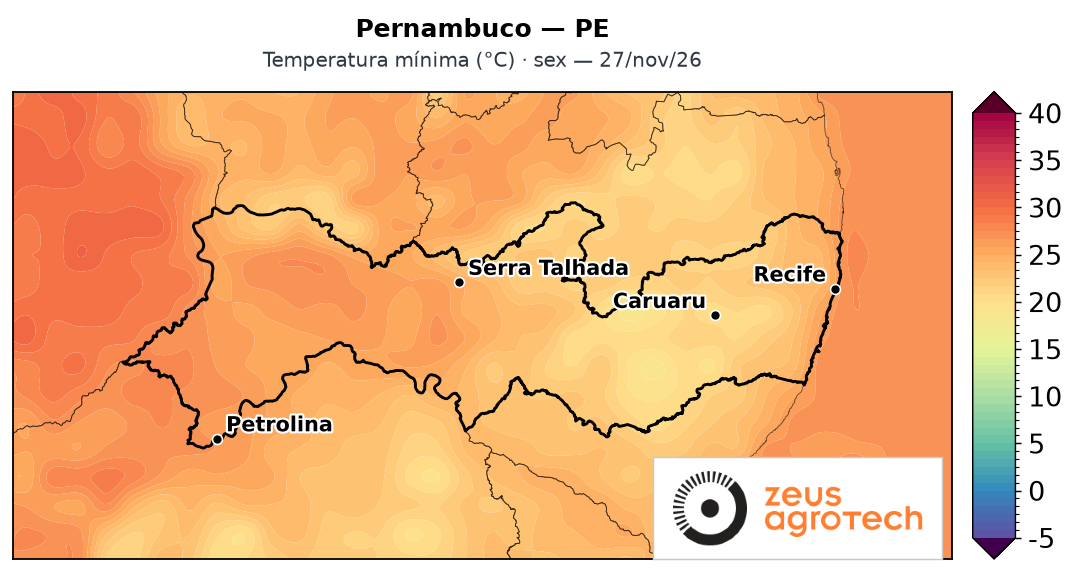 Pernambuco — PE
Temperatura mínima (°C) · sex — 27/nov/26
Serra Talhada
Recife
Caruaru
Petrolina
40
35
30
25
20
15
10
5
0
-5
zeus
agrotech